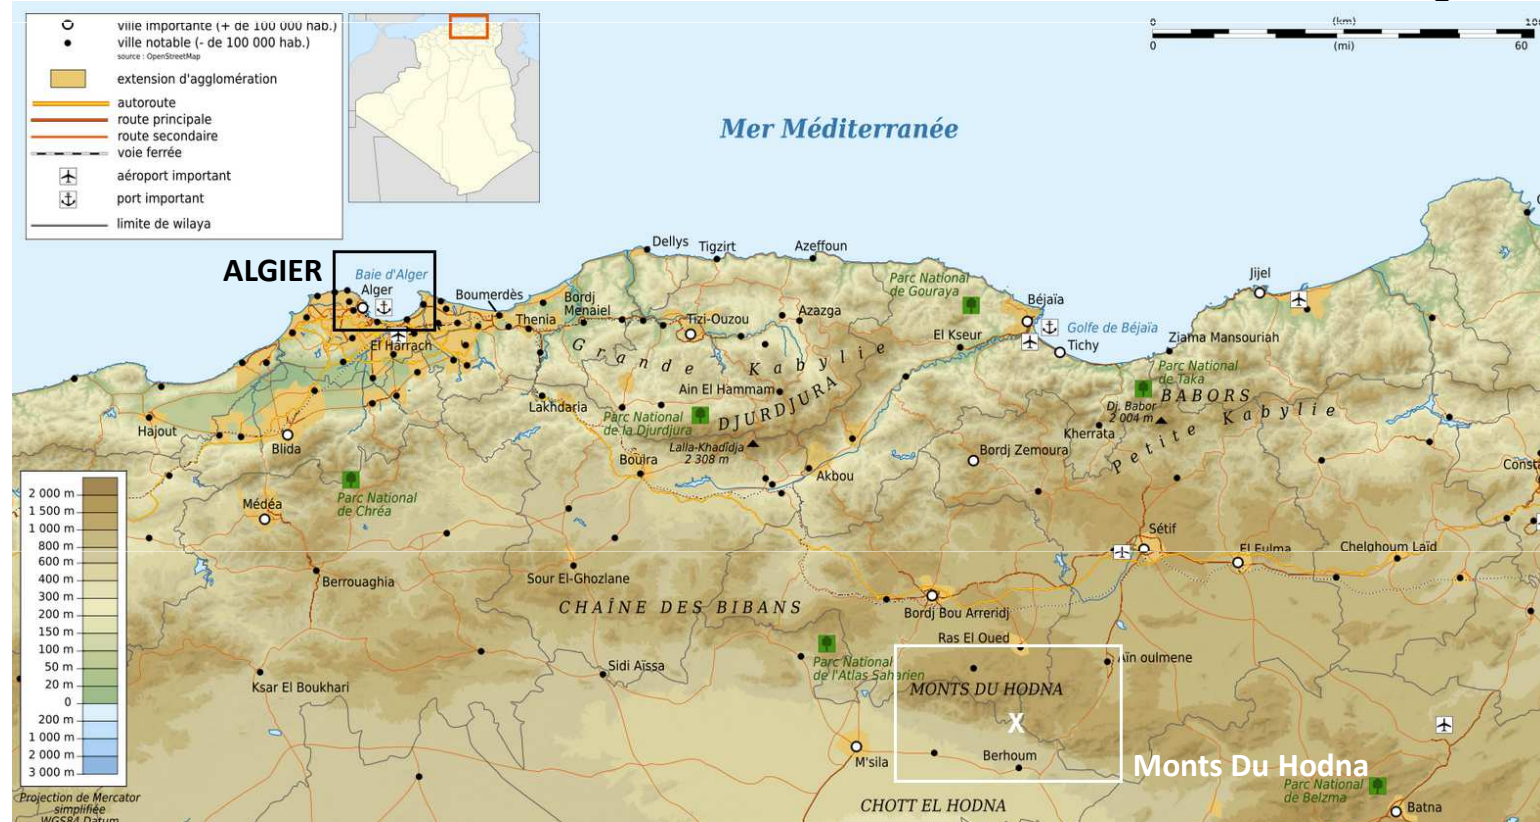 ville importante (+ de 100 000 hab.)
ville notable (- de 100 000 hab.)
source : OpenStreetMap
extension d'agglomération
autoroute
route principale
route secondaire
voie ferrée
aéroport important
port important
limite de wilaya
0 (km)
0 (mi) 60
Mer Méditerranée
ALGIER
Baie d'Alger
Alger
El Harrach
Boumerdès
Thenia
Bordj
Menaiel
Dellys
Tigzirt
Azeffoun
Tizi-Ouzou
Azazga
Grande Kabylie
Ain El Hammam
DJURDJURA
Parc National
de la Djurdjura
Lalla-Khadîdja
2 308 m
Lakhdaria
Parc National
de Gouraya
Béjaïa
Golfe de Béjaïa
El Kseur
Tichy
Jijel
Ziama Mansouriah
Parc National
de Taka
BABORS
Dj. Babor
2 004 m
Petite Kabylie
Kherrata
Hajout
Blida
Bouira
Akbou
Bordj Zemoura
Parc National
de Chréa
Médéa
Berrouaghia
Sour El-Ghozlane
CHAÎNE DES BIBANS
Sétif
El Eulma
Chelghoum Laïd
Bordj Bou Arreridj
Ras El Oued
Aïn oulmene
Parc National
de l'Atlas Saharien
Ksar El Boukhari
Sidi Aïssa
MONTS DU HODNA
X
M'sila
Berhoum
Monts Du Hodna
CHOTT EL HODNA
Parc National
de Belzma
Batna
2 000 m
1 500 m
1 000 m
800 m
600 m
400 m
300 m
200 m
150 m
100 m
50 m
20 m
0
200 m
1 000 m
2 000 m
3 000 m
Projection de Mercator
simplifiée
WGS84 Datum